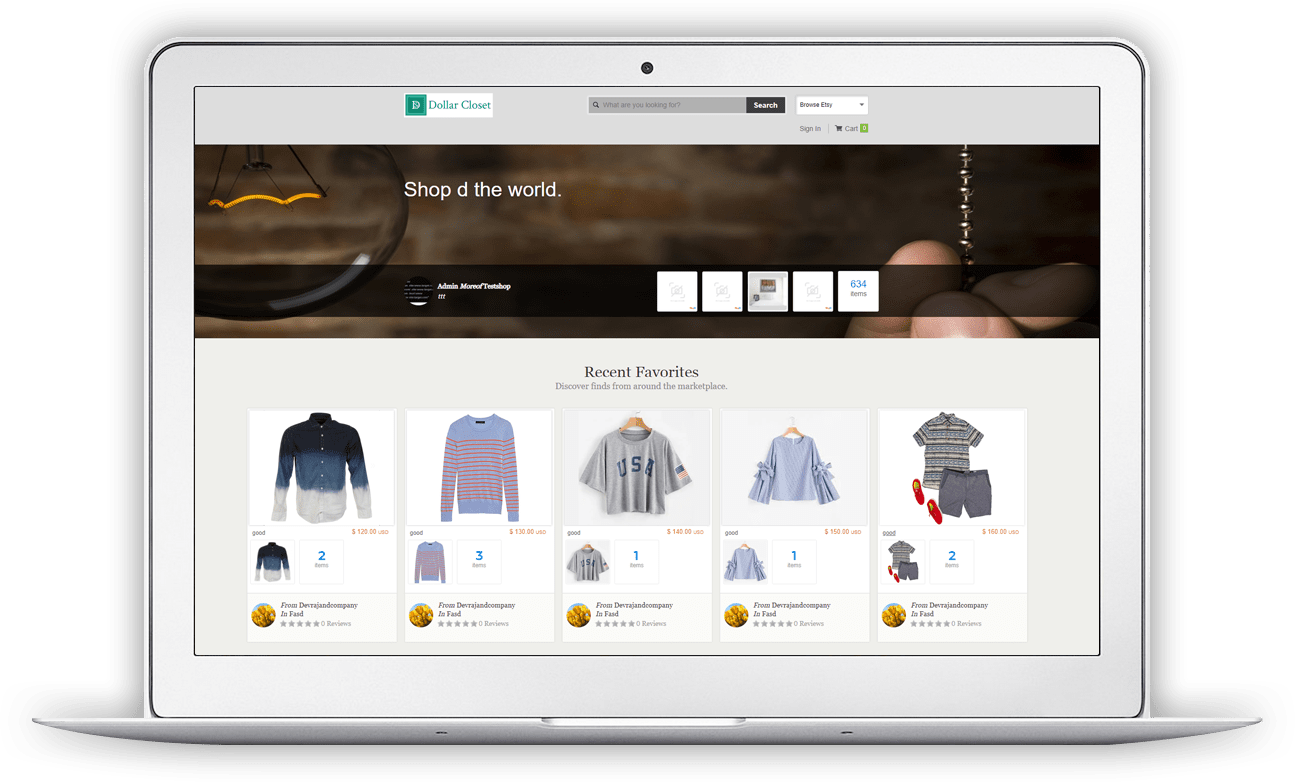 D Dollar Closet
What are you looking for?
Search
Browse Etsy
Sign In
Cart 0
Shop d the world.
Admin MoreofTestshop
ttt
634
items
Recent Favorites
Discover finds from around the marketplace.
USA
good $ 120.00 USD
good $ 130.00 USD
good $ 140.00 USD
good $ 150.00 USD
good $ 160.00 USD
2
items
3
items
USA
1
items
1
items
2
items
From Devrajandcompany
In Fasd
0 Reviews
From Devrajandcompany
In Fasd
0 Reviews
From Devrajandcompany
In Fasd
0 Reviews
From Devrajandcompany
In Fasd
0 Reviews
From Devrajandcompany
In Fasd
0 Reviews